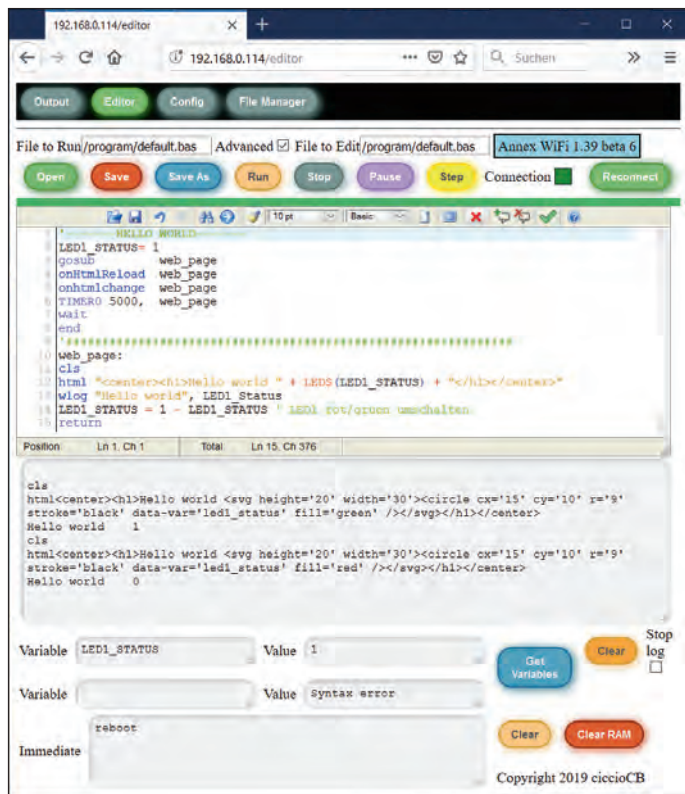 192.168.0.114/editor × +
192.168.0.114/editor Suchen
Output Editor Config File Manager
File to Run /program/default.bas Advanced File to Edit /program/default.bas Annex WiFi 1.39 beta 6
Open Save Save As Run Stop Pause Step Connection Reconnect
10 pt Basic
'-------HELLO WORLD-------
LED1_STATUS= 1
gosub web_page
onHtmlReload web_page
onhtmlchange web_page
TIMER0 5000, web_page
wait
end
web_page:
cls
html "<center><h1>Hello world " + LED$(LED1_STATUS) + "</h1></center>"
wlog "Hello world", LED1_Status
LED1_STATUS = 1 - LED1_STATUS ' LED1 rot/gruen umschalten
return
Position: Ln 1, Ch 1 Total: Ln 15, Ch 376
cls
html<center><h1>Hello world <svg height='20' width='30'><circle cx='15' cy='10' r='9'
stroke='black' data-var='led1_status' fill='green' /></svg></h1></center>
Hello world 1
cls
html<center><h1>Hello world <svg height='20' width='30'><circle cx='15' cy='10' r='9'
stroke='black' data-var='led1_status' fill='red' /></svg></h1></center>
Hello world 0
Variable LED1_STATUS Value 1 Get Variables Clear Stop log
Variable Value Syntax error
Immediate reboot Clear Clear RAM
Copyright 2019 ciccioCB